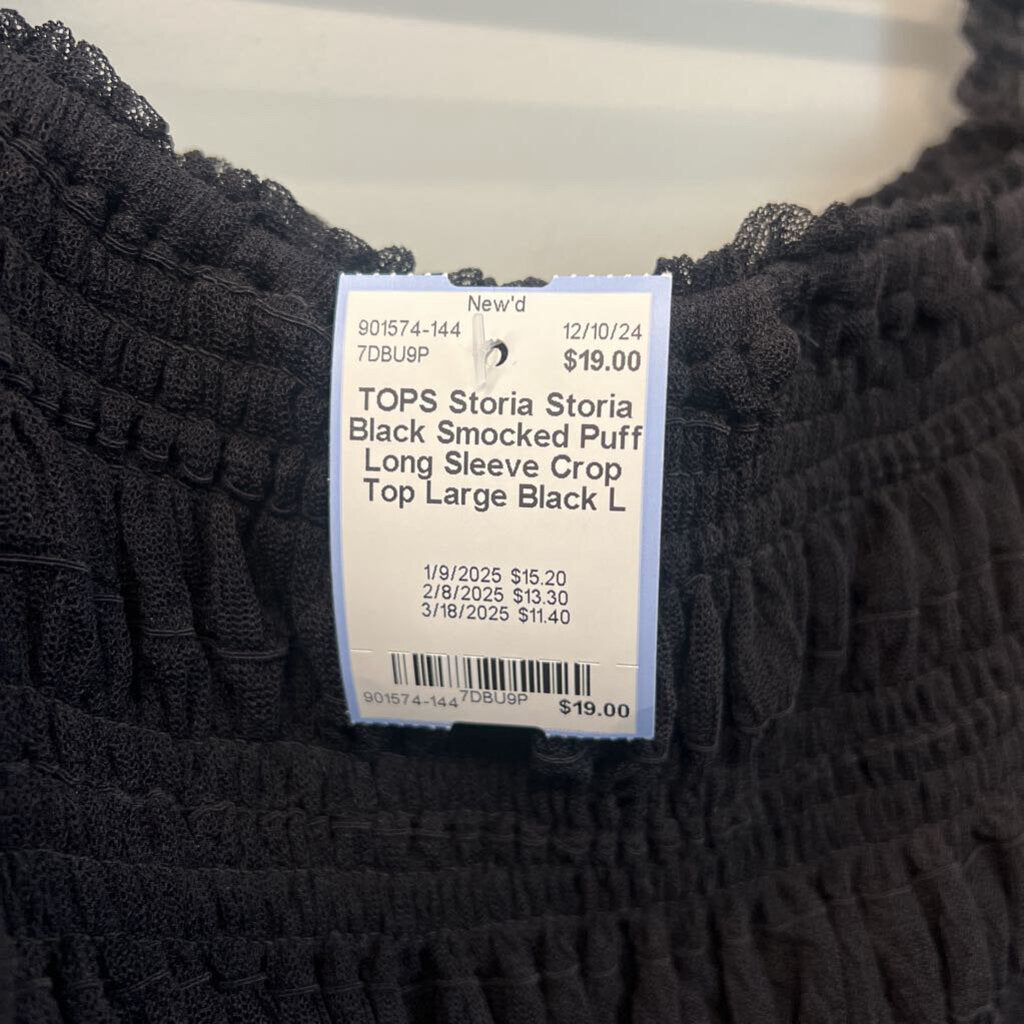 New'd
901574-144 12/10/24
7DBU9P $19.00
TOPS Storia Storia
Black Smocked Puff
Long Sleeve Crop
Top Large Black L
1/9/2025 $15.20
2/8/2025 $13.30
3/18/2025 $11.40
901574-144 7DBU9P $19.00